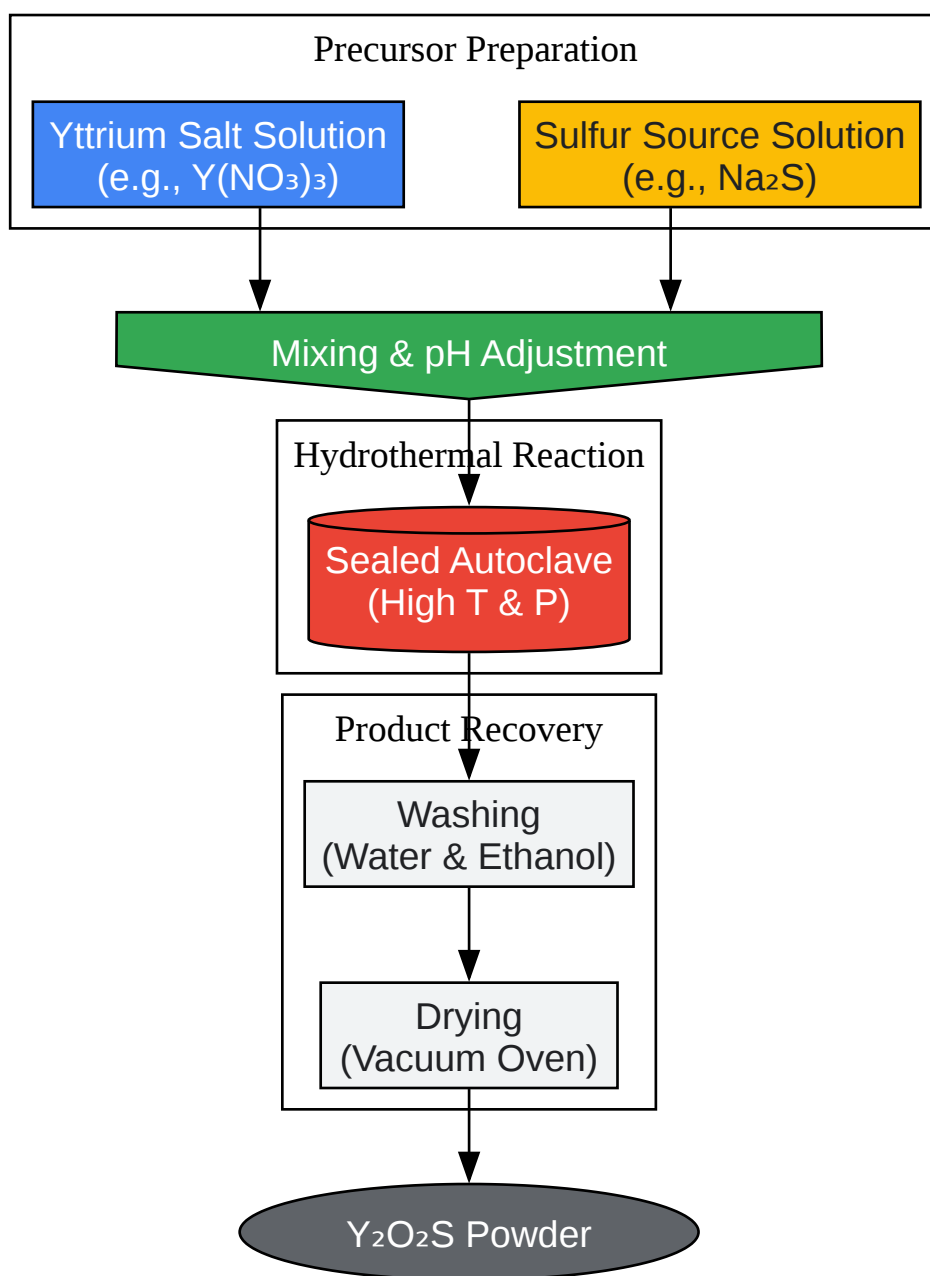 Precursor Preparation
Yttrium Salt Solution
(e.g., Y(NO₃)₃)
Sulfur Source Solution
(e.g., Na₂S)
Mixing & pH Adjustment
Hydrothermal Reaction
Sealed Autoclave
(High T & P)
Product Recovery
Washing
(Water & Ethanol)
Drying
(Vacuum Oven)
Y₂O₂S Powder